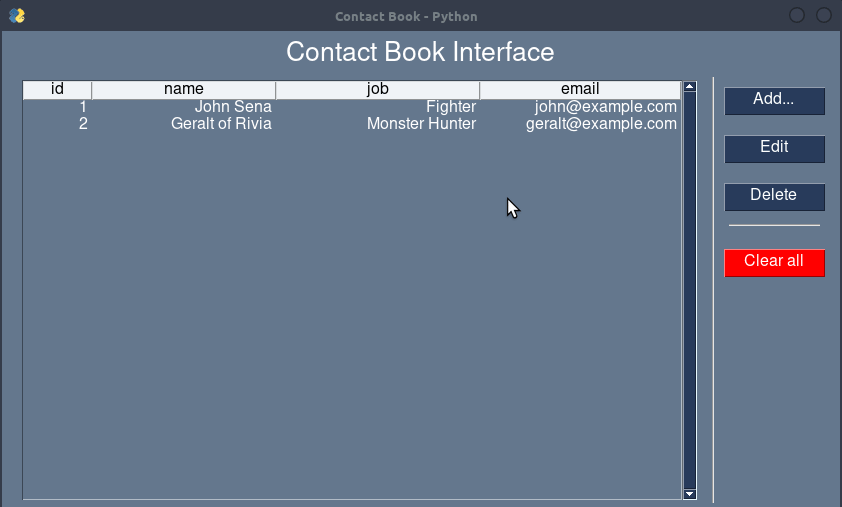 Contact Book - Python
Contact Book Interface
id name job email
1 John Sena Fighter john@example.com
2 Geralt of Rivia Monster Hunter geralt@example.com
Add...
Edit
Delete
Clear all